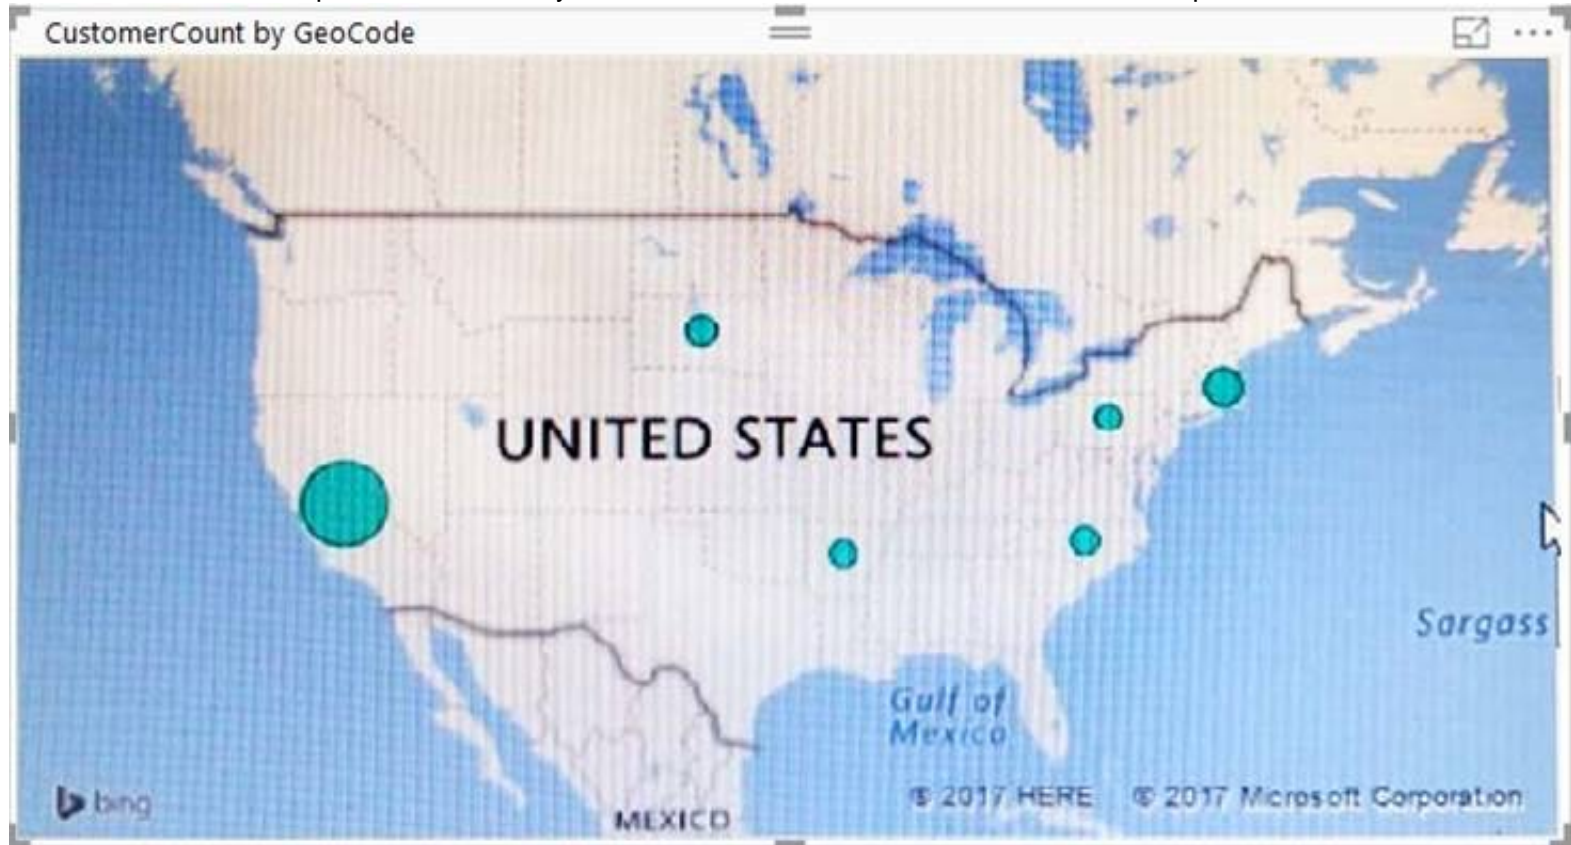 CustomerCount by GeoCode
UNITED STATES
Sargass
Gulf of
Mexico
bing
© 2017 HERE © 2017 Microsoft Corporation
MEXICO